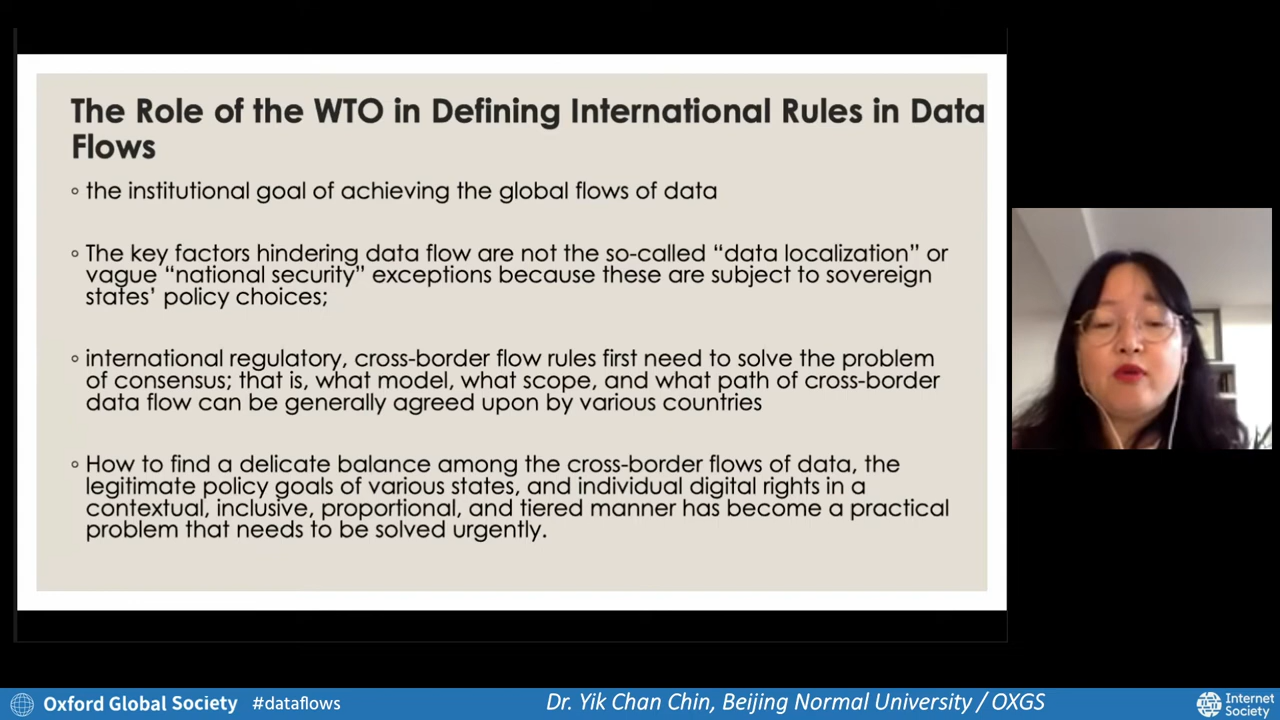 The Role of the WTO in Defining International Rules in Data
Flows
◦ the institutional goal of achieving the global flows of data
◦ The key factors hindering data flow are not the so-called “data localization” or
vague “national security” exceptions because these are subject to sovereign
states’ policy choices;
◦ international regulatory, cross-border flow rules first need to solve the problem
of consensus; that is, what model, what scope, and what path of cross-border
data flow can be generally agreed upon by various countries
◦ How to find a delicate balance among the cross-border flows of data, the
legitimate policy goals of various states, and individual digital rights in a
contextual, inclusive, proportional, and tiered manner has become a practical
problem that needs to be solved urgently.
Oxford Global Society #dataflows Dr. Yik Chan Chin, Beijing Normal University / OXGS
Internet
Society